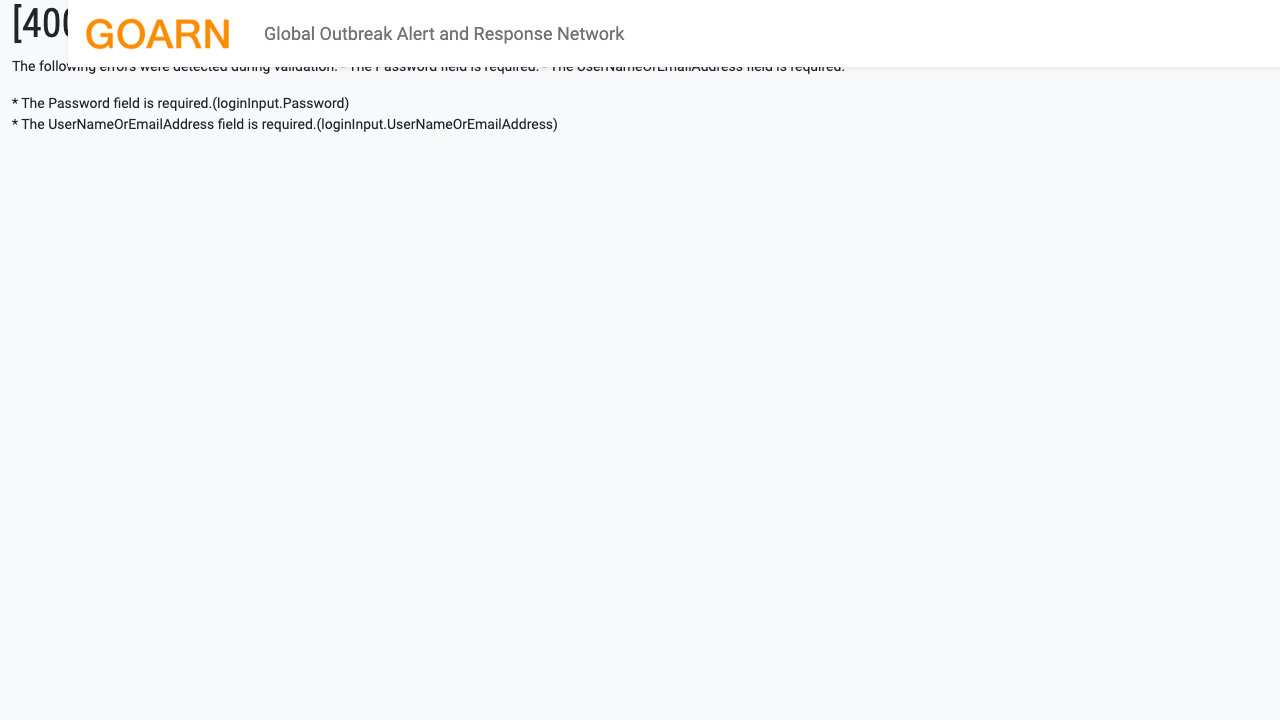 [400
GOARN
Global Outbreak Alert and Response Network
The following errors were detected during validation. - The Password field is required. - The UserNameOrEmailAddress field is required.
* The Password field is required.(loginInput.Password)
* The UserNameOrEmailAddress field is required.(loginInput.UserNameOrEmailAddress)